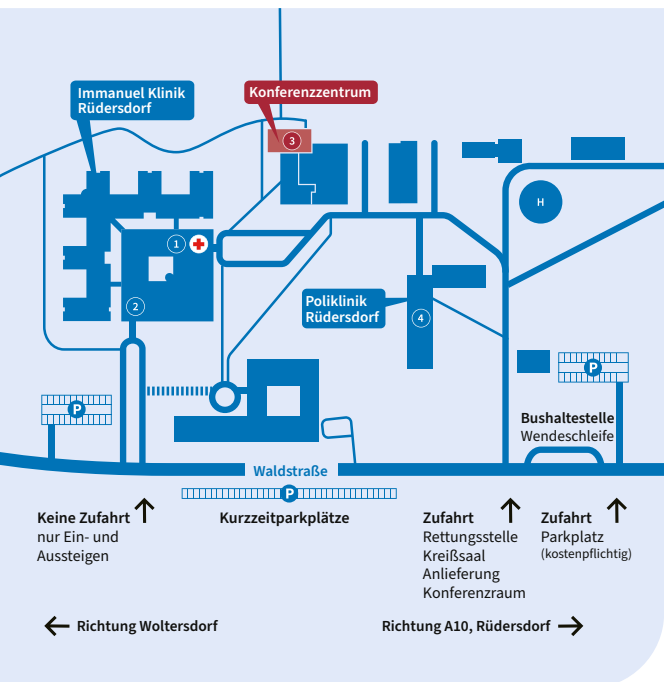 Immanuel Klinik
Rüdersdorf
Konferenzzentrum
3
H
1
2
Poliklinik
Rüdersdorf
4
P
P
Bushaltestelle
Wendeschleife
Waldstraße
P
Keine Zufahrt
nur Ein- und
Aussteigen
Kurzzeitparkplätze
Zufahrt
Rettungsstelle
Kreißsaal
Anlieferung
Konferenzraum
Zufahrt
Parkplatz
(kostenpflichtig)
Richtung Woltersdorf
Richtung A10, Rüdersdorf